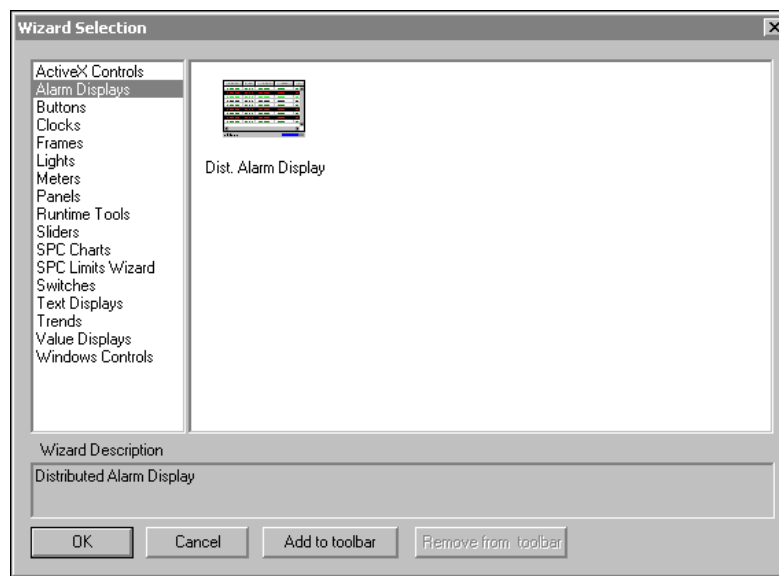 Wizard Selection
ActiveX Controls
Alarm Displays
Buttons
Clocks
Frames
Lights
Meters
Panels
Runtime Tools
Sliders
SPC Charts
SPC Limits Wizard
Switches
Text Displays
Trends
Value Displays
Windows Controls
Dist. Alarm Display
Wizard Description
Distributed Alarm Display
OK
Cancel
Add to toolbar
Remove from toolbar